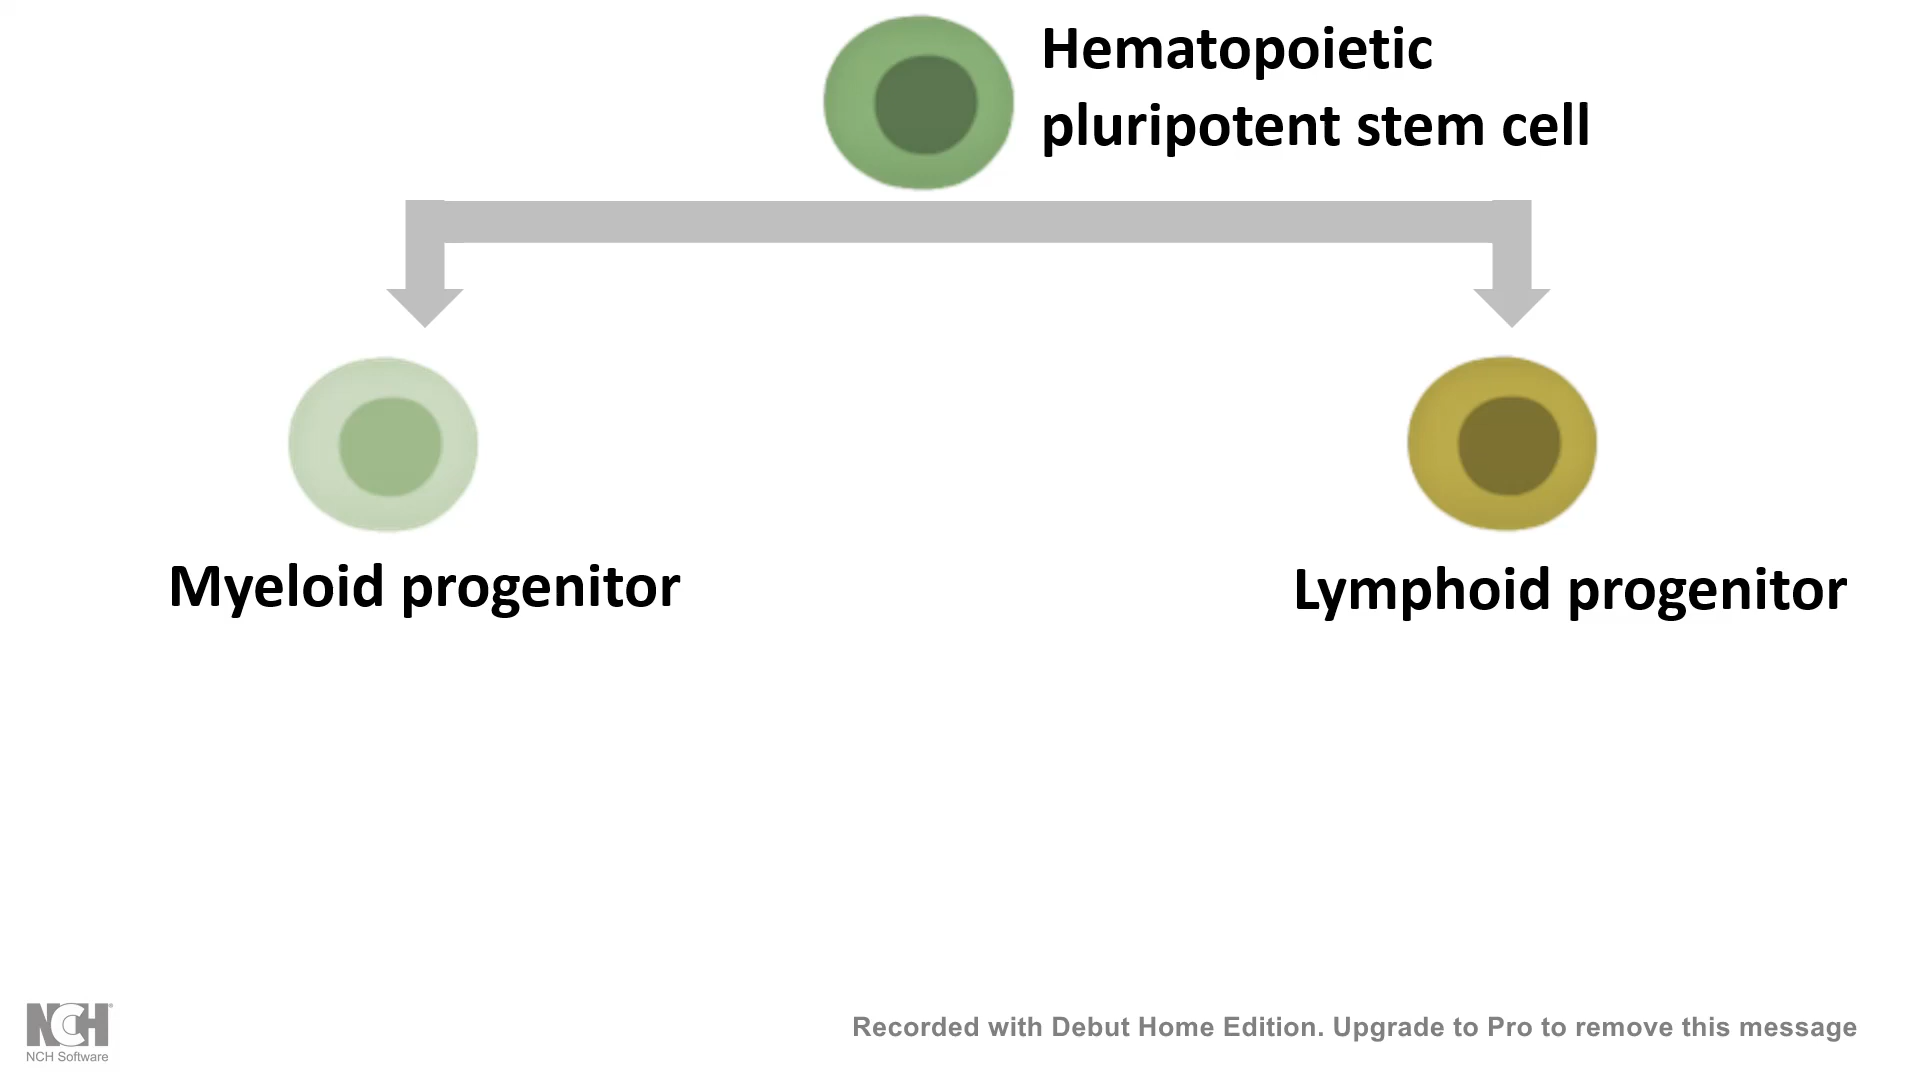 Hematopoietic
pluripotent stem cell
Myeloid progenitor
Lymphoid progenitor
NCH
NCH Software
Recorded with Debut Home Edition. Upgrade to Pro to remove this message